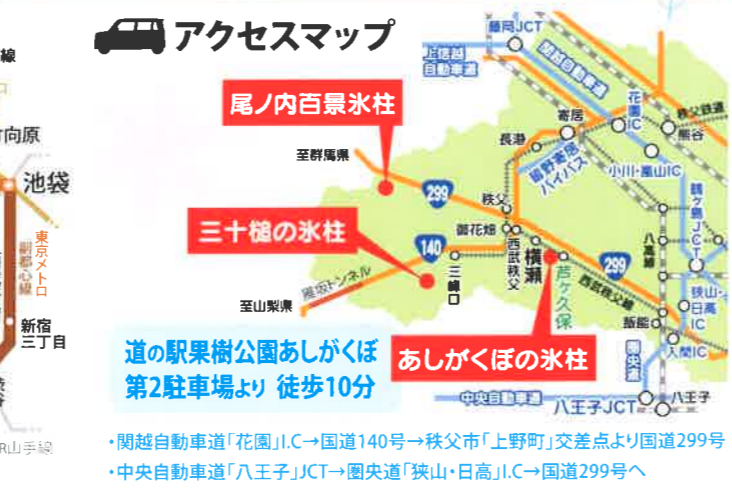 アクセスマップ
線
向原
池袋
東京メトロ
副都心線
新宿
三丁目
R山手線
藤岡JCT
上信越
自動車道
関越自動車道
花園IC
秩父鉄道
熊谷
寄居
長瀞
皆野寄居
バイパス
小川・嵐山IC
鶴ヶ島JCT
尾ノ内百景氷柱
至群馬県
299
秩父
御花畑
西武秩父
横瀬
芦ヶ久保
299
西武秩父線
八高線
狭山・
日高
IC
飯能
入間IC
圏央道
三十槌の氷柱
140
三峰口
雁坂トンネル
至山梨県
あしがくぼの氷柱
道の駅果樹公園あしがくぼ
第2駐車場より 徒歩10分
中央自動車道
八王子JCT
八王子
・関越自動車道「花園」I.C→国道140号→秩父市「上野町」交差点より国道299号
・中央自動車道「八王子」JCT→圏央道「狭山・日高」I.C→国道299号へ